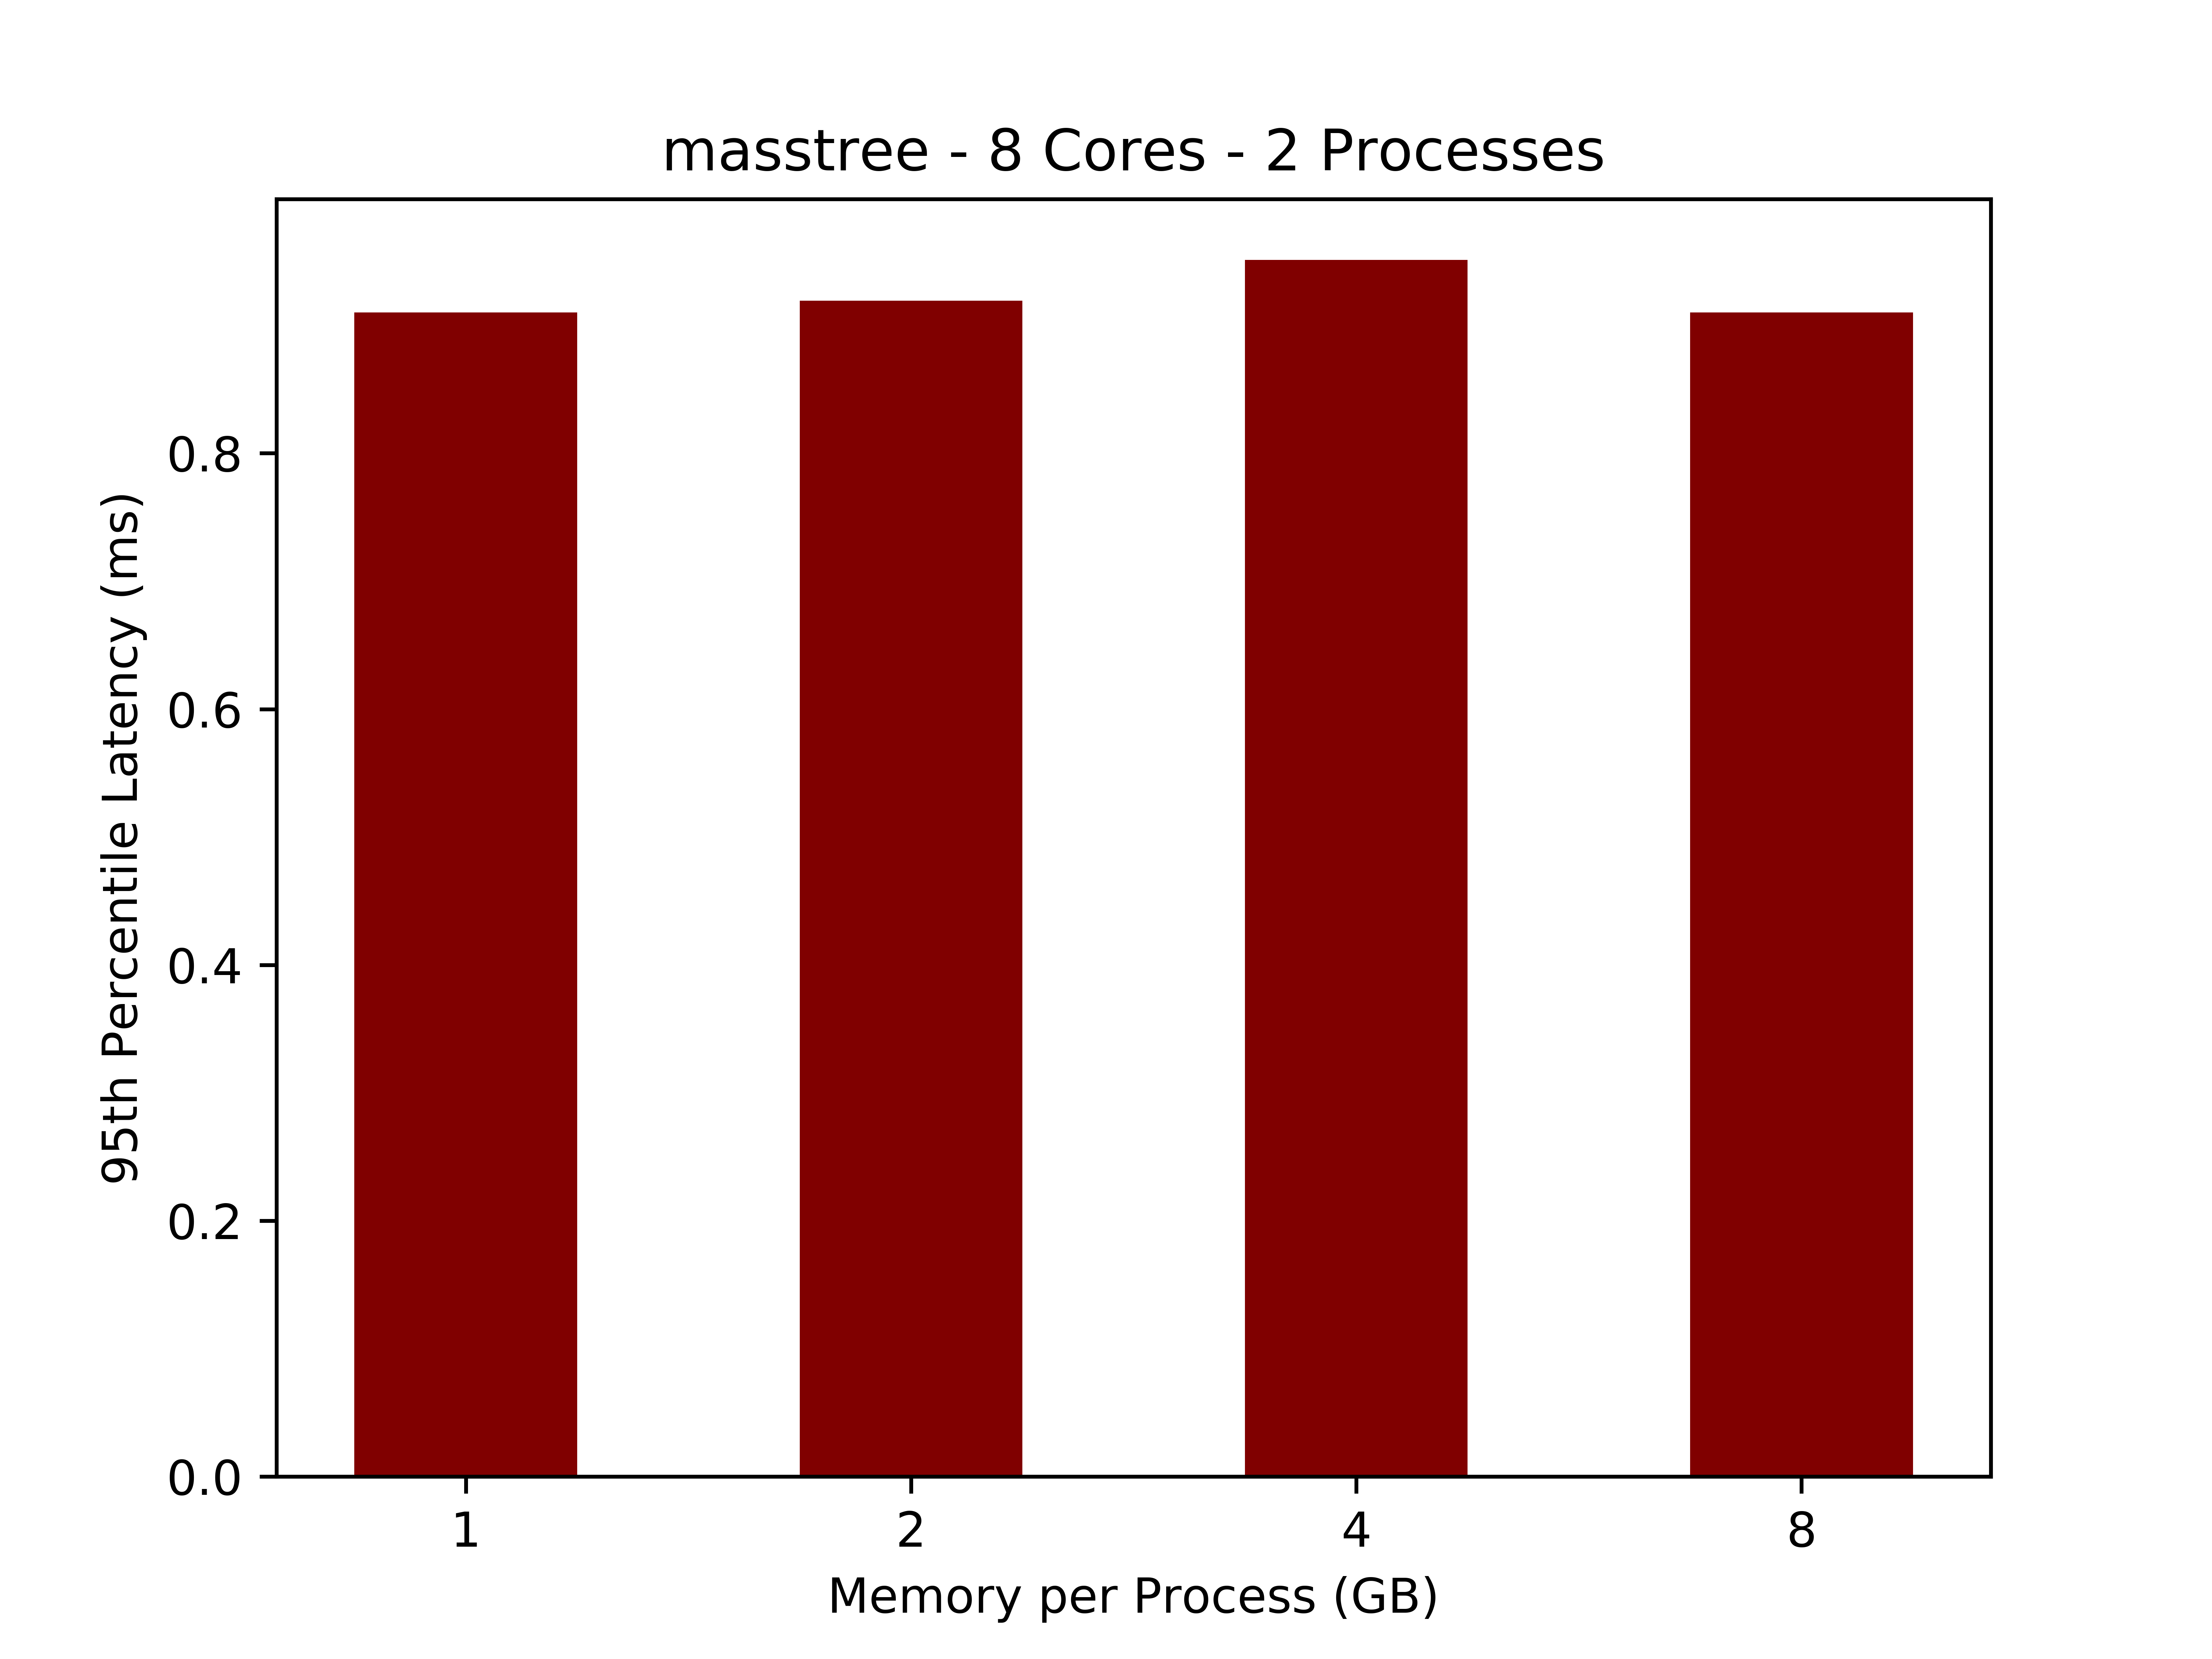 masstree - 8 Cores - 2 Processes
95th Percentile Latency (ms)
0.8
0.6
0.4
0.2
0.0
1 2 4 8
Memory per Process (GB)